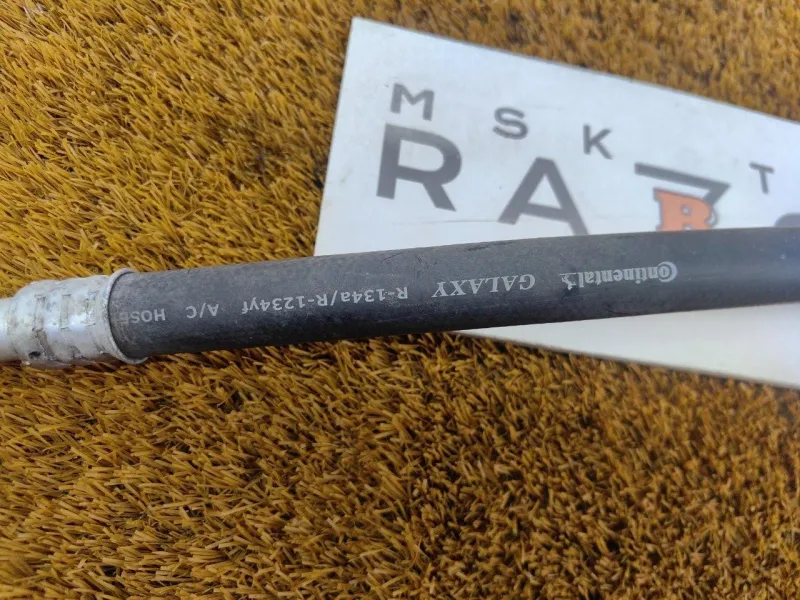 MSK
T
RA
R
Continental GALAXY R-134a/R-1234yf A/C HOSE